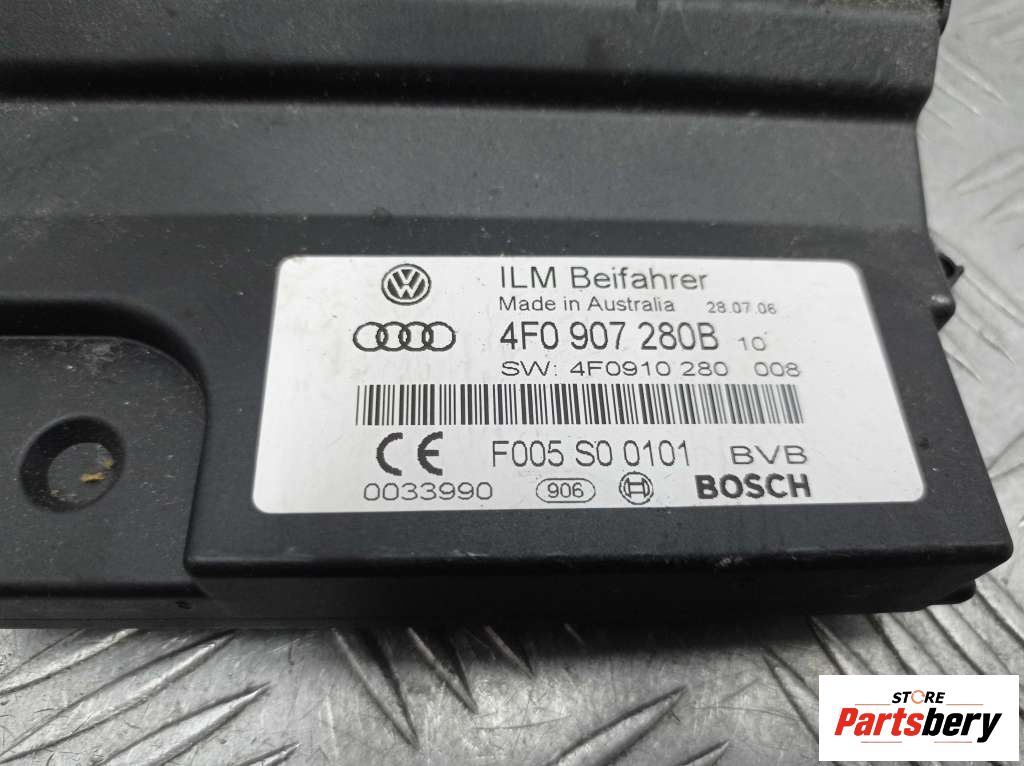 ILM Beifahrer
Made in Australia 28.07.06
4F0 907 280B 10
SW: 4F0910 280 008
CE F005 S0 0101 BVB
0033990 906 BOSCH
STORE
Partsbery